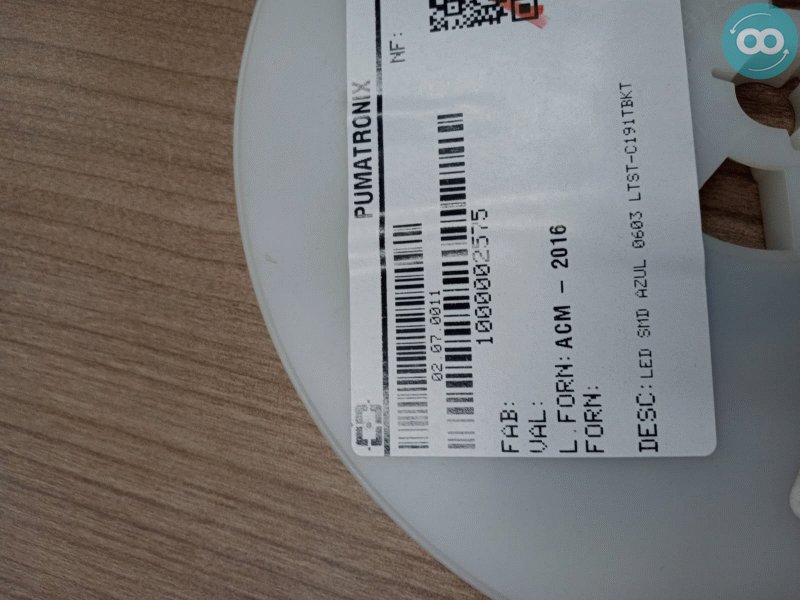 PUMATRONIX
NF:
02.07.0011
1000002575
FAB:
VAL:
L.FORN: ACM - 2016
FORN:
DESC: LED SMD AZUL 0603 LTST-C191TBKT